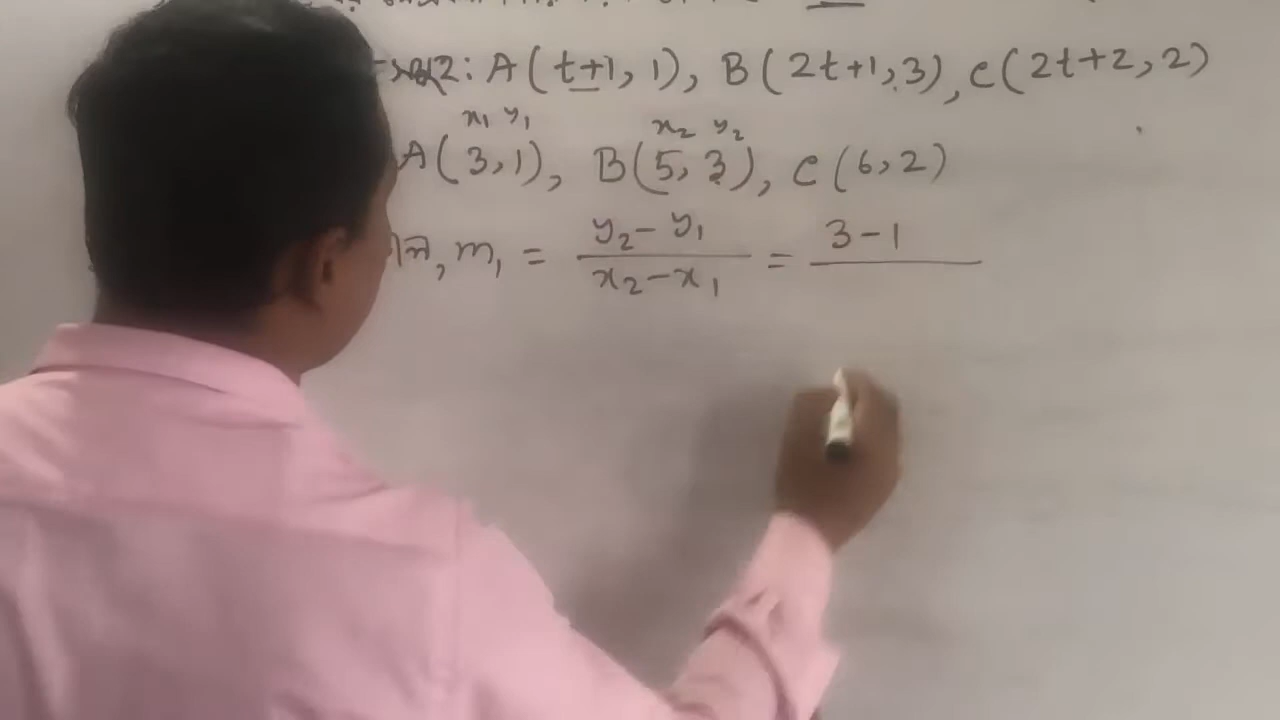 : A(t+1, 1), B(2t+1, 3), C(2t+2, 2)
x₁ y₁ x₂ y₂
A(3, 1), B(5, 3), C(6, 2)
m₁ = (y₂ - y₁)/(x₂ - x₁) = 3 - 1